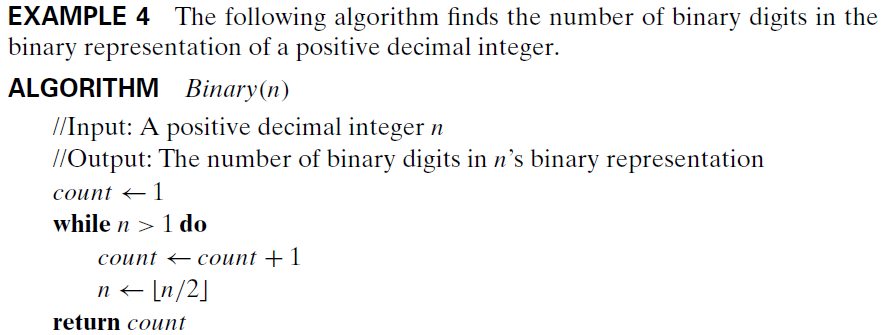 EXAMPLE 4 The following algorithm finds the number of binary digits in the
binary representation of a positive decimal integer.
ALGORITHM Binary(n)
//Input: A positive decimal integer n
//Output: The number of binary digits in n’s binary representation
count ← 1
while n > 1 do
count ← count + 1
n ← ⌊n/2⌋
return count